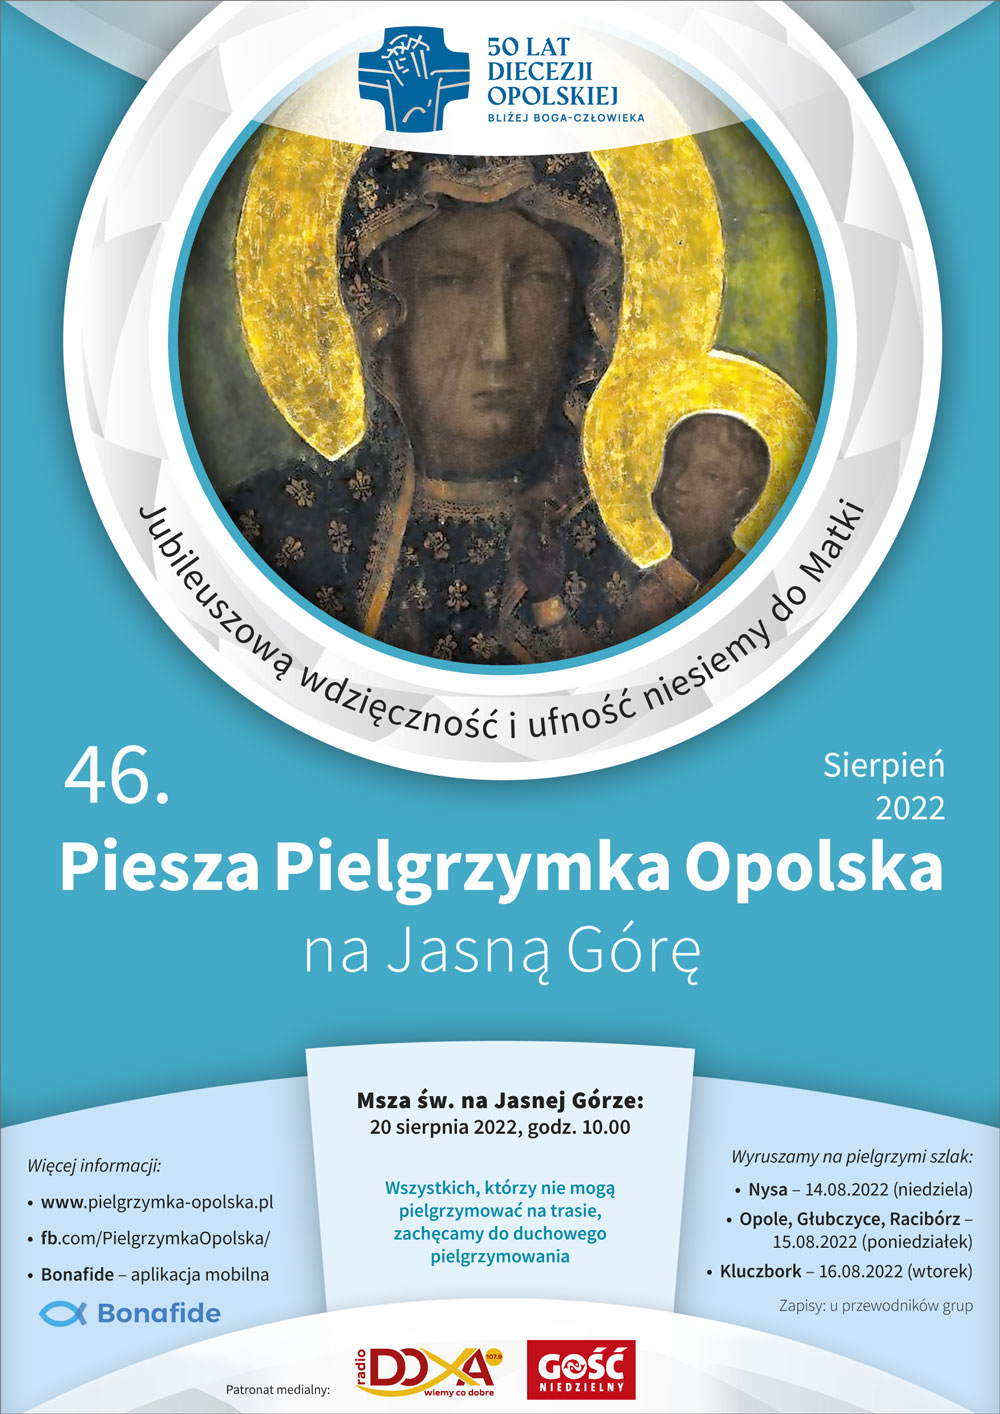 50 LAT
DIECEZJI
OPOLSKIEJ
BLIŻEJ BOGA-CZŁOWIEKA
Jubileuszową wdzięczność i ufność niesiemy do Matki
46.
Sierpień
2022
Piesza Pielgrzymka Opolska
na Jasną Górę
Msza św. na Jasnej Górze:
20 sierpnia 2022, godz. 10.00
Wszystkich, którzy nie mogą
pielgrzymować na trasie,
zachęcamy do duchowego
pielgrzymowania
Więcej informacji:
• www.pielgrzymka-opolska.pl
• fb.com/PielgrzymkaOpolska/
• Bonafide – aplikacja mobilna
Bonafide
Wyruszamy na pielgrzymi szlak:
• Nysa – 14.08.2022 (niedziela)
• Opole, Głubczyce, Racibórz –
15.08.2022 (poniedziałek)
• Kluczbork – 16.08.2022 (wtorek)
Zapisy: u przewodników grup
Patronat medialny:
radio
DOXA
107.9
wiemy co dobre
GOŚĆ
NIEDZIELNY